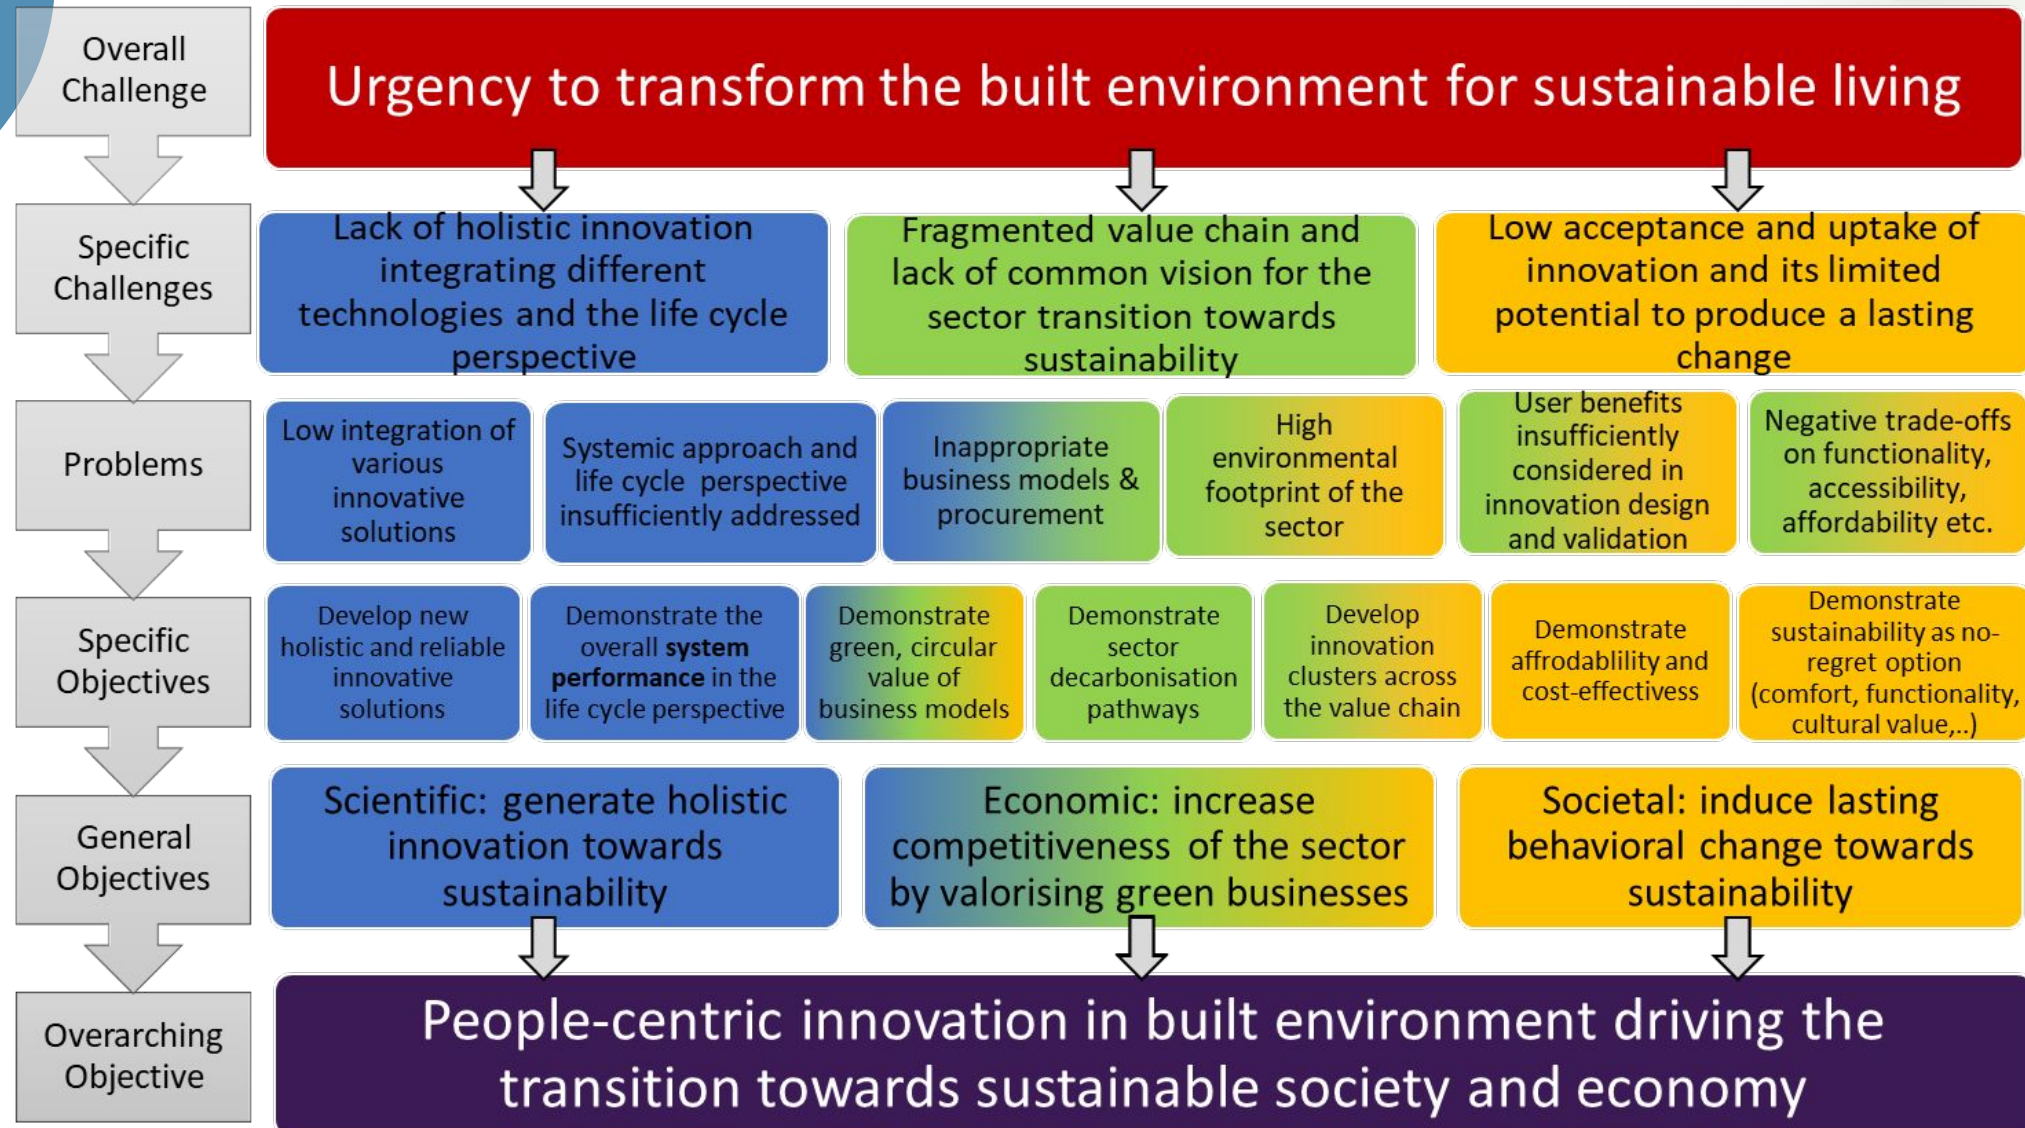 Overall
Challenge
Urgency to transform the built environment for sustainable living
Specific
Challenges
Lack of holistic innovation
integrating different
technologies and the life cycle
perspective
Fragmented value chain and
lack of common vision for the
sector transition towards
sustainability
Low acceptance and uptake of
innovation and its limited
potential to produce a lasting
change
Problems
Low integration of
various
innovative
solutions
Systemic approach and
life cycle perspective
insufficiently addressed
Inappropriate
business models &
procurement
High
environmental
footprint of the
sector
User benefits
insufficiently
considered in
innovation design
and validation
Negative trade-offs
on functionality,
accessibility,
affordability etc.
Specific
Objectives
Develop new
holistic and reliable
innovative
solutions
Demonstrate the
overall system
performance in the
life cycle perspective
Demonstrate
green, circular
value of
business models
Demonstrate
sector
decarbonisation
pathways
Develop
innovation
clusters across
the value chain
Demonstrate
affrodablility and
cost-effectivess
Demonstrate
sustainability as no-
regret option
(comfort, functionality,
cultural value,..)
General
Objectives
Scientific: generate holistic
innovation towards
sustainability
Economic: increase
competitiveness of the sector
by valorising green businesses
Societal: induce lasting
behavioral change towards
sustainability
Overarching
Objective
People-centric innovation in built environment driving the
transition towards sustainable society and economy